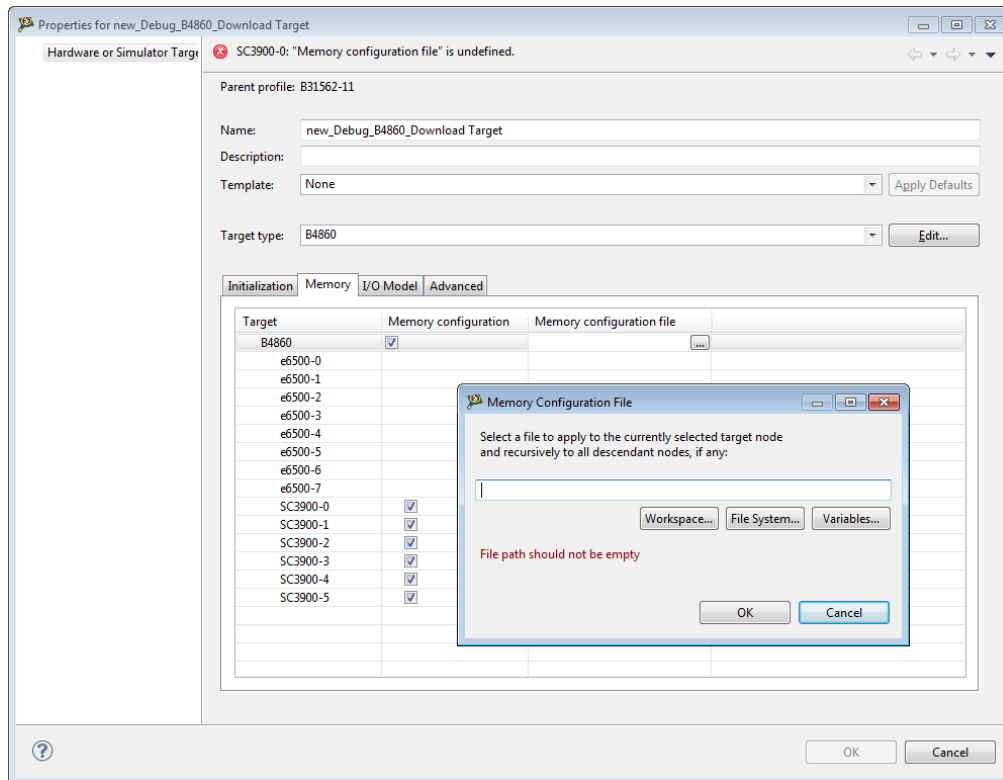 Properties for new_Debug_B4860_Download Target
Hardware or Simulator Targe
SC3900-0: "Memory configuration file" is undefined.
Parent profile: B31562-11
Name: new_Debug_B4860_Download Target
Description:
Template: None Apply Defaults
Target type: B4860 Edit...
Initialization Memory I/O Model Advanced
Target Memory configuration Memory configuration file
B4860 ...
e6500-0
e6500-1
e6500-2
e6500-3
e6500-4
e6500-5
e6500-6
e6500-7
SC3900-0
SC3900-1
SC3900-2
SC3900-3
SC3900-4
SC3900-5
Memory Configuration File
Select a file to apply to the currently selected target node
and recursively to all descendant nodes, if any:
Workspace... File System... Variables...
File path should not be empty
OK Cancel
? OK Cancel